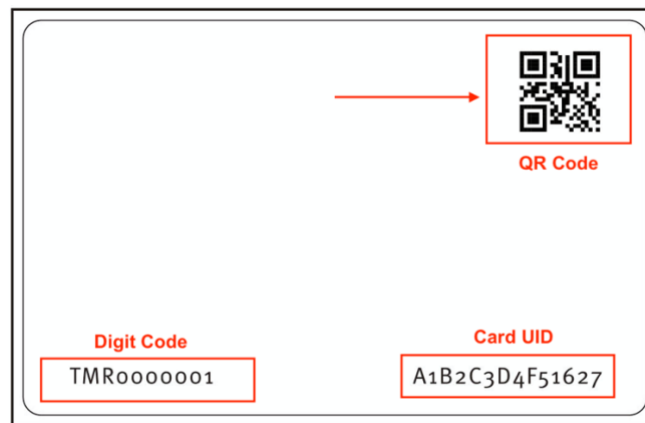 QR Code
Digit Code
Card UID
TMR0000001
A1B2C3D4F51627